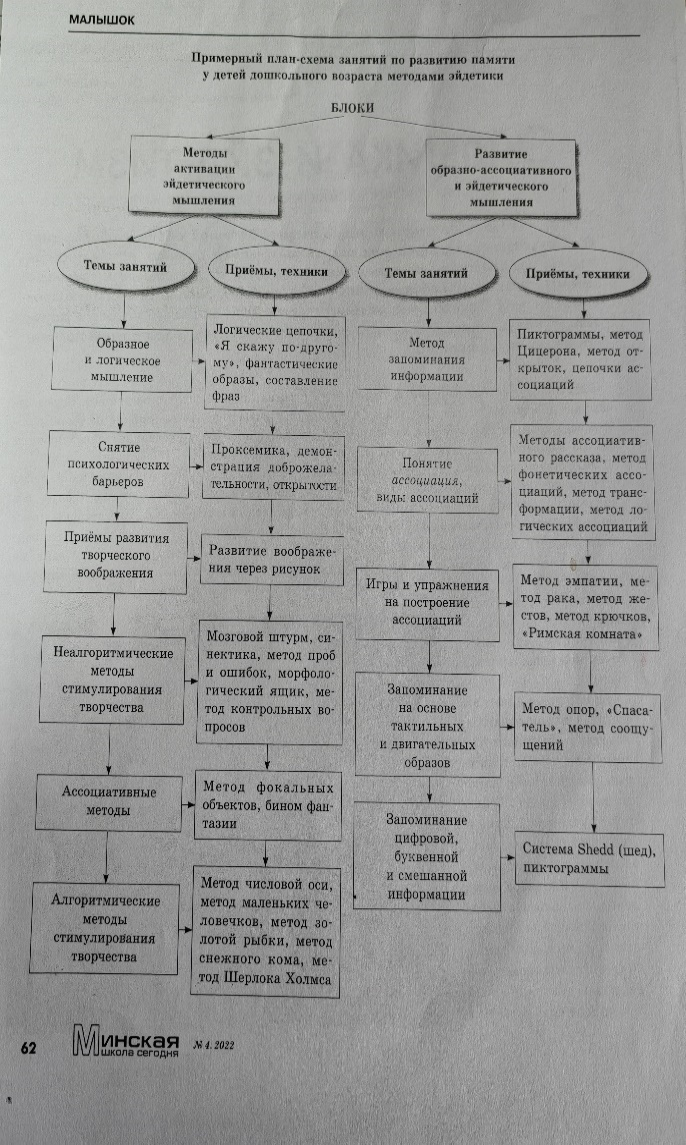 МАЛЫШОК
Примерный план-схема занятий по развитию памяти
у детей дошкольного возраста методами эйдетики
БЛОКИ
Методы
активации
эйдетического
мышления
Развитие
образно-ассоциативного
и эйдетического
мышления
Темы занятий
Приёмы, техники
Темы занятий
Приёмы, техники
Образное
и логическое
мышление
Логические цепочки,
«Я скажу по-друго-
му», фантастические
образы, составление
фраз
Метод
запоминания
информации
Пиктограммы, метод
Цицерона, метод от-
крыток, цепочки ас-
социаций
Снятие
психологических
барьеров
Проксемика, демон-
страция доброжела-
тельности, открытости
Понятие
ассоциация,
виды ассоциаций
Методы ассоциатив-
ного рассказа, метод
фонетических ассо-
циаций, метод транс-
формации, метод ло-
гических ассоциаций
Приёмы развития
творческого
воображения
Развитие воображе-
ния через рисунок
Игры и упражнения
на построение
ассоциаций
Метод эмпатии, ме-
тод рака, метод же-
стов, метод крючков,
«Римская комната»
Неалгоритмические
методы
стимулирования
творчества
Мозговой штурм, си-
нектика, метод проб
и ошибок, морфоло-
гический ящик, ме-
тод контрольных во-
просов
Запоминание
на основе
тактильных
и двигательных
образов
Метод опор, «Спаса-
тель», метод соощу-
щений
Ассоциативные
методы
Метод фокальных
объектов, бином фан-
тазии
Запоминание
цифровой,
буквенной
и смешанной
информации
Система Shedd (шед),
пиктограммы
Алгоритмические
методы
стимулирования
творчества
Метод числовой оси,
метод маленьких че-
ловечков, метод зо-
лотой рыбки, метод
снежного кома, ме-
тод Шерлока Холмса
62
Минская
школа сегодня
№ 4. 2022